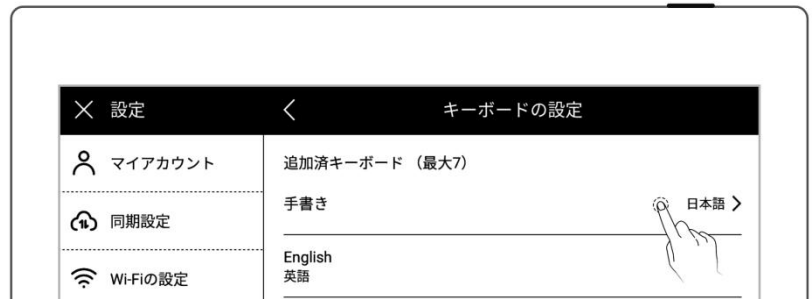 設定
キーボードの設定
マイアカウント
同期設定
Wi-Fiの設定
追加済キーボード （最大7）
手書き 日本語
English
英語